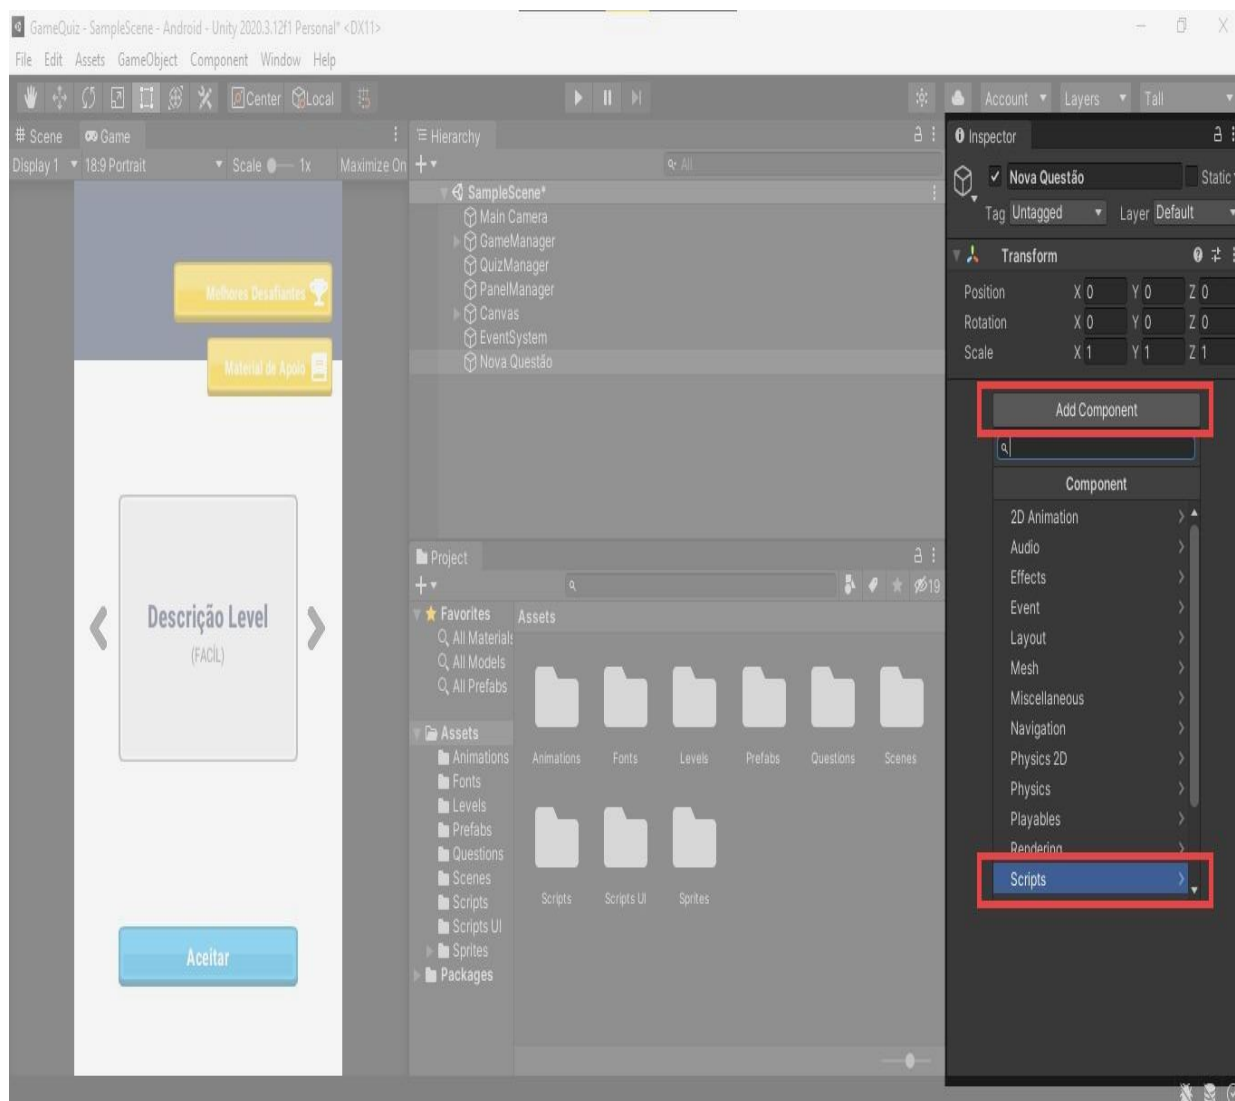 GameQuiz - SampleScene - Android - Unity 2020.3.12f1 Personal* <DX11>
File Edit Assets GameObject Component Window Help
Center Local
Account Layers Tall
Scene Game
Display 1 18:9 Portrait Scale 1x Maximize On
Melhores Desafiantes
Material de Apoio
Descrição Level
(FACÍL)
Aceitar
Hierarchy
All
SampleScene*
Main Camera
GameManager
QuizManager
PanelManager
Canvas
EventSystem
Nova Questão
Project
19
Favorites
All Materials
All Models
All Prefabs
Assets
Animations
Fonts
Levels
Prefabs
Questions
Scenes
Scripts
Scripts UI
Sprites
Packages
Assets
Animations Fonts Levels Prefabs Questions Scenes
Scripts Scripts UI Sprites
Inspector
Nova Questão Static
Tag Untagged Layer Default
Transform
Position X 0 Y 0 Z 0
Rotation X 0 Y 0 Z 0
Scale X 1 Y 1 Z 1
Add Component
Component
2D Animation
Audio
Effects
Event
Layout
Mesh
Miscellaneous
Navigation
Physics 2D
Physics
Playables
Rendering
Scripts